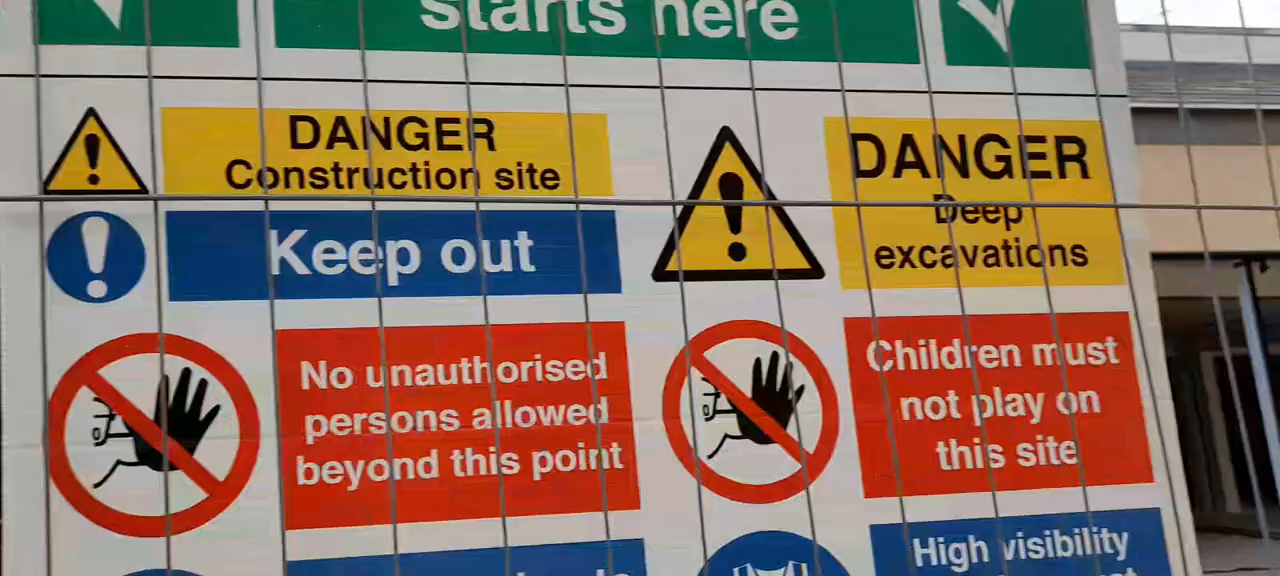 starts here
DANGER
Construction site
Keep out
DANGER
Deep
excavations
No unauthorised
persons allowed
beyond this point
Children must
not play on
this site
High visibility